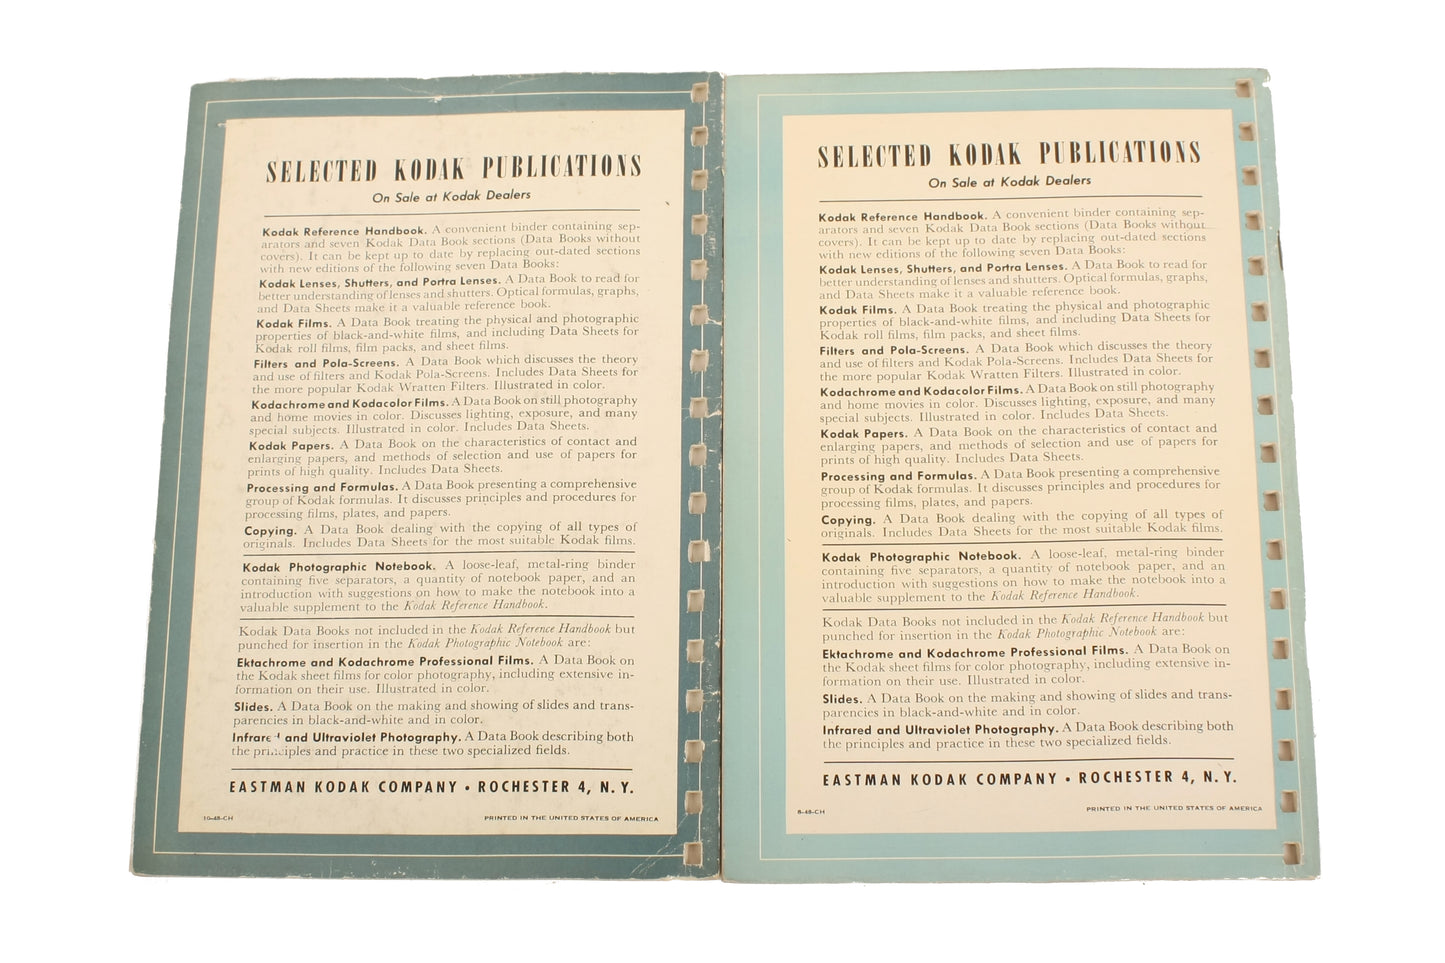 SELECTED KODAK PUBLICATIONS
On Sale at Kodak Dealers
Kodak Reference Handbook. A convenient binder containing sep-
arators and seven Kodak Data Book sections (Data Books without
covers). It can be kept up to date by replacing out-dated sections
with new editions of the following seven Data Books:
Kodak Lenses, Shutters, and Portra Lenses. A Data Book to read for
better understanding of lenses and shutters. Optical formulas, graphs,
and Data Sheets make it a valuable reference book.
Kodak Films. A Data Book treating the physical and photographic
properties of black-and-white films, and including Data Sheets for
Kodak roll films, film packs, and sheet films.
Filters and Pola-Screens. A Data Book which discusses the theory
and use of filters and Kodak Pola-Screens. Includes Data Sheets for
the more popular Kodak Wratten Filters. Illustrated in color.
Kodachrome and Kodacolor Films. A Data Book on still photography
and home movies in color. Discusses lighting, exposure, and many
special subjects. Illustrated in color. Includes Data Sheets.
Kodak Papers. A Data Book on the characteristics of contact and
enlarging papers, and methods of selection and use of papers for
prints of high quality. Includes Data Sheets.
Processing and Formulas. A Data Book presenting a comprehensive
group of Kodak formulas. It discusses principles and procedures for
processing films, plates, and papers.
Copying. A Data Book dealing with the copying of all types of
originals. Includes Data Sheets for the most suitable Kodak films.
Kodak Photographic Notebook. A loose-leaf, metal-ring binder
containing five separators, a quantity of notebook paper, and an
introduction with suggestions on how to make the notebook into a
valuable supplement to the Kodak Reference Handbook.
Kodak Data Books not included in the Kodak Reference Handbook but
punched for insertion in the Kodak Photographic Notebook are:
Ektachrome and Kodachrome Professional Films. A Data Book on
the Kodak sheet films for color photography, including extensive in-
formation on their use. Illustrated in color.
Slides. A Data Book on the making and showing of slides and trans-
parencies in black-and-white and in color.
Infrared and Ultraviolet Photography. A Data Book describing both
the principles and practice in these two specialized fields.
EASTMAN KODAK COMPANY • ROCHESTER 4, N. Y.
10-48-CH
PRINTED IN THE UNITED STATES OF AMERICA
SELECTED KODAK PUBLICATIONS
On Sale at Kodak Dealers
Kodak Reference Handbook. A convenient binder containing sep-
arators and seven Kodak Data Book sections (Data Books without
covers). It can be kept up to date by replacing out-dated sections
with new editions of the following seven Data Books:
Kodak Lenses, Shutters, and Portra Lenses. A Data Book to read for
better understanding of lenses and shutters. Optical formulas, graphs,
and Data Sheets make it a valuable reference book.
Kodak Films. A Data Book treating the physical and photographic
properties of black-and-white films, and including Data Sheets for
Kodak roll films, film packs, and sheet films.
Filters and Pola-Screens. A Data Book which discusses the theory
and use of filters and Kodak Pola-Screens. Includes Data Sheets for
the more popular Kodak Wratten Filters. Illustrated in color.
Kodachrome and Kodacolor Films. A Data Book on still photography
and home movies in color. Discusses lighting, exposure, and many
special subjects. Illustrated in color. Includes Data Sheets.
Kodak Papers. A Data Book on the characteristics of contact and
enlarging papers, and methods of selection and use of papers for
prints of high quality. Includes Data Sheets.
Processing and Formulas. A Data Book presenting a comprehensive
group of Kodak formulas. It discusses principles and procedures for
processing films, plates, and papers.
Copying. A Data Book dealing with the copying of all types of
originals. Includes Data Sheets for the most suitable Kodak films.
Kodak Photographic Notebook. A loose-leaf, metal-ring binder
containing five separators, a quantity of notebook paper, and an
introduction with suggestions on how to make the notebook into a
valuable supplement to the Kodak Reference Handbook.
Kodak Data Books not included in the Kodak Reference Handbook but
punched for insertion in the Kodak Photographic Notebook are:
Ektachrome and Kodachrome Professional Films. A Data Book on
the Kodak sheet films for color photography, including extensive in-
formation on their use. Illustrated in color.
Slides. A Data Book on the making and showing of slides and trans-
parencies in black-and-white and in color.
Infrared and Ultraviolet Photography. A Data Book describing both
the principles and practice in these two specialized fields.
EASTMAN KODAK COMPANY • ROCHESTER 4, N. Y.
8-48-CH
PRINTED IN THE UNITED STATES OF AMERICA